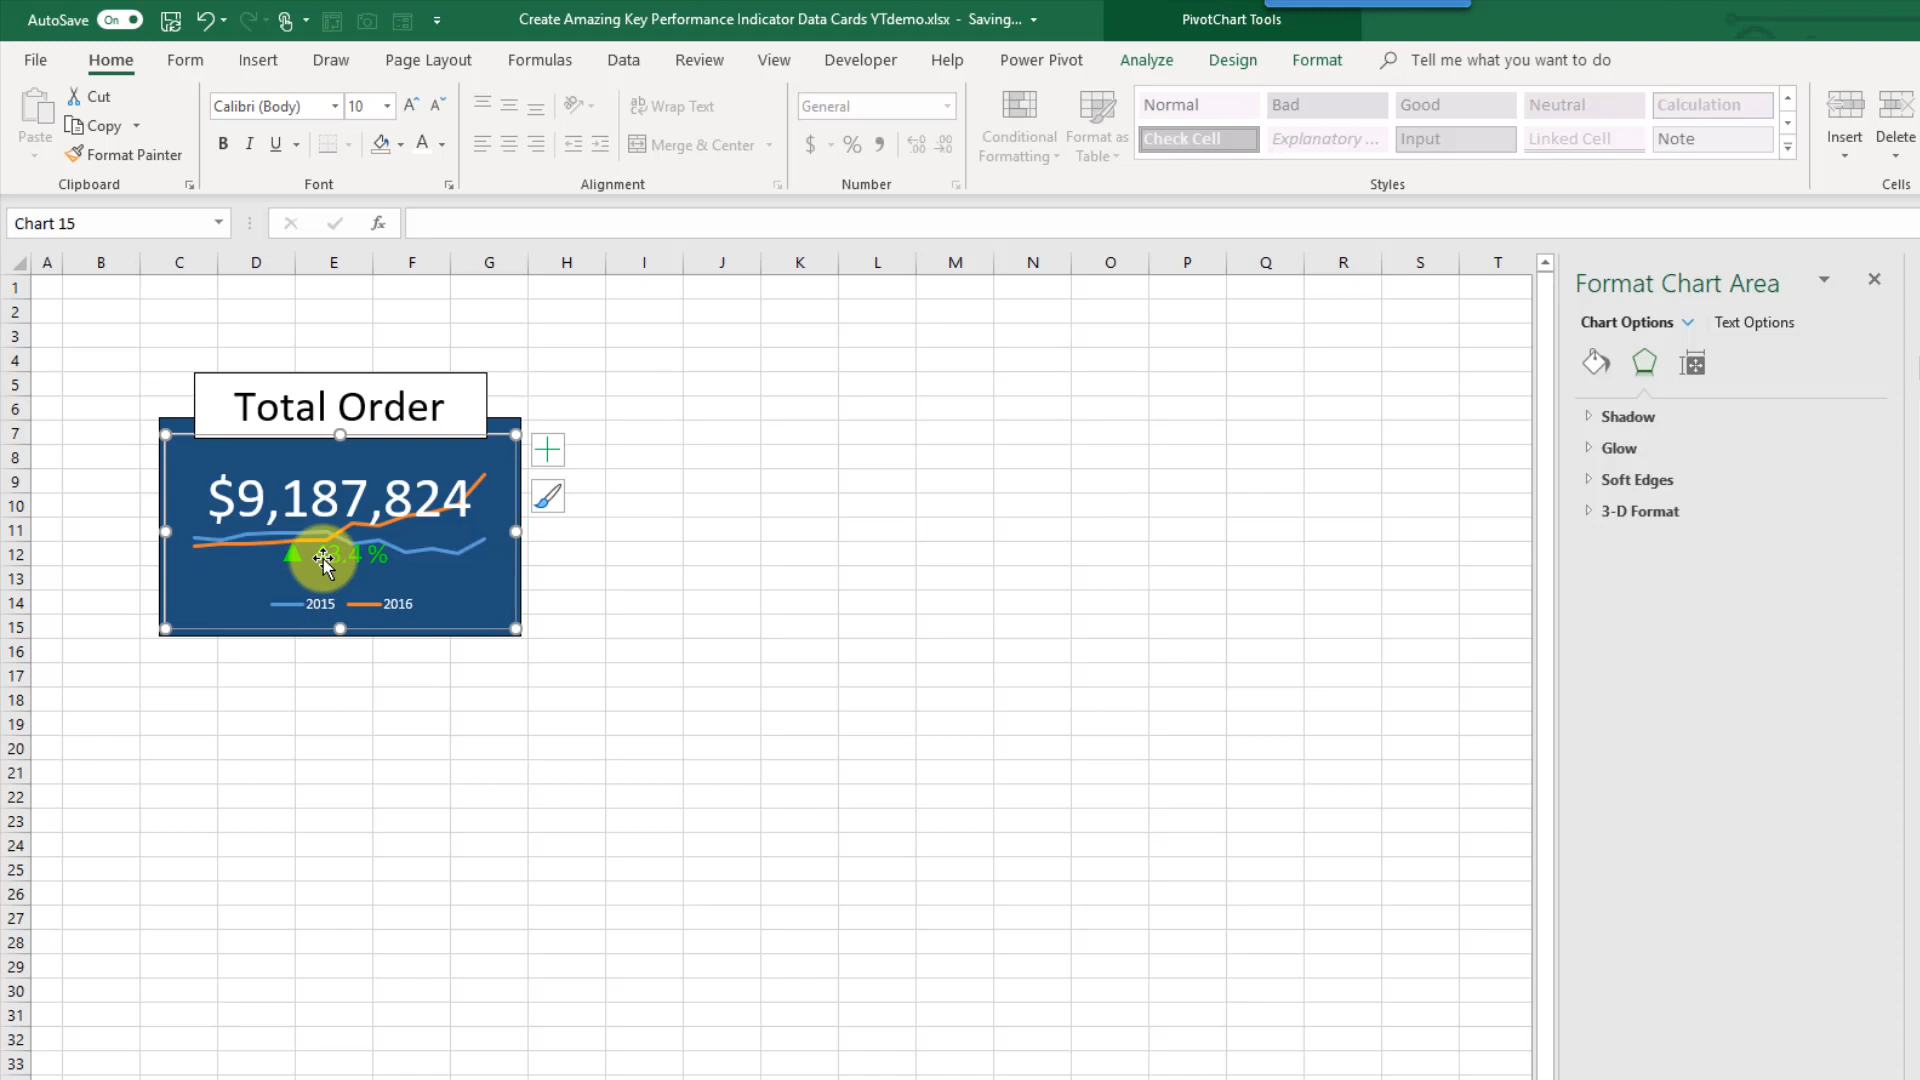 AutoSave On Create Amazing Key Performance Indicator Data Cards YTdemo.xlsx - Saving... PivotChart Tools
File Home Form Insert Draw Page Layout Formulas Data Review View Developer Help Power Pivot Analyze Design Format Tell me what you want to do
Paste
Cut
Copy
Format Painter
Clipboard
Calibri (Body) 10
B I U A
Font
Wrap Text
Merge & Center
Alignment
General
$ % 9
Number
Conditional Formatting
Format as Table
Normal Bad Good Neutral Calculation
Check Cell Explanatory ... Input Linked Cell Note
Styles
Insert Delete
Cells
Chart 15 fx
A B C D E F G H I J K L M N O P Q R S T
1
2
3
4
5
6
7
8
9
10
11
12
13
14
15
16
17
18
19
20
21
22
23
24
25
26
27
28
29
30
31
32
33
Total Order
$9,187,824
%
2015 2016
Format Chart Area
Chart Options Text Options
Shadow
Glow
Soft Edges
3-D Format